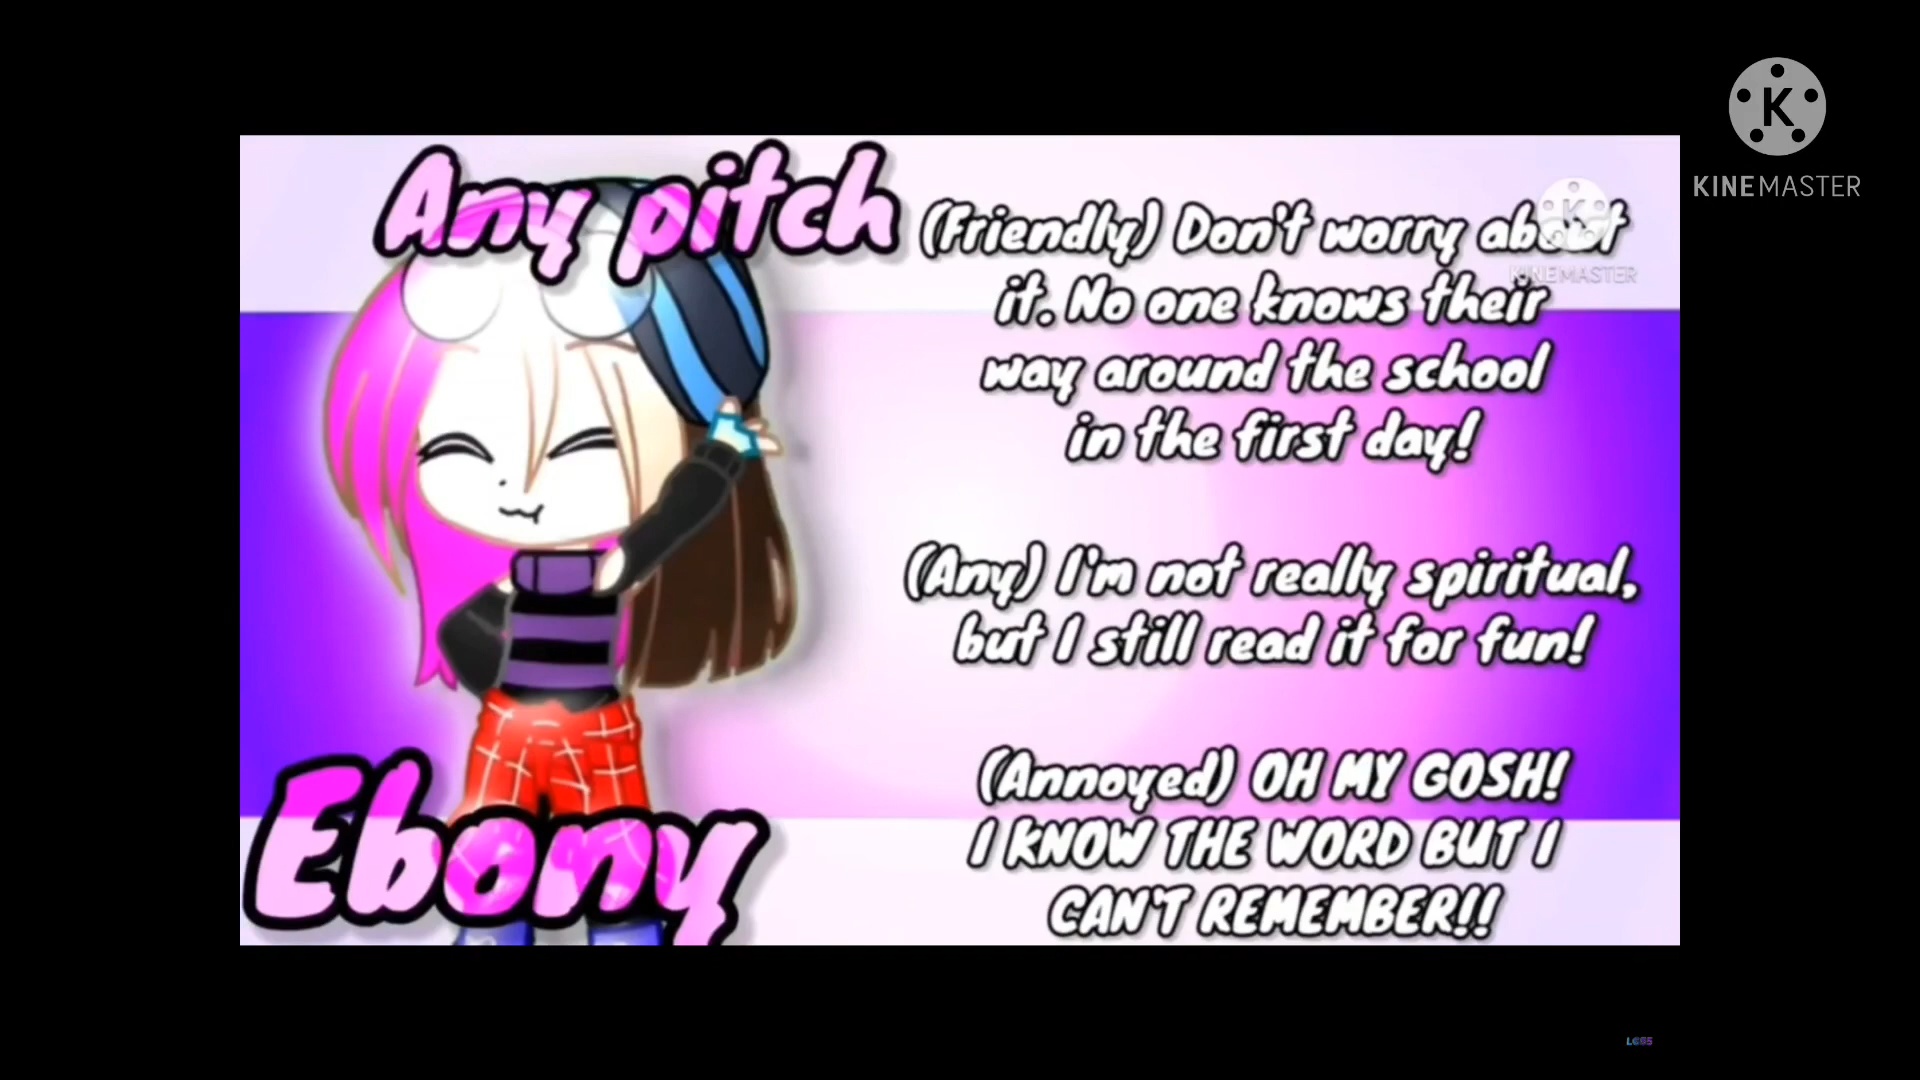 K
KINEMASTER
Any pitch
(Friendly) Don't worry about
K
KINEMASTER
it. No one knows their
way around the school
in the first day!
(Any) I'm not really spiritual,
but I still read it for fun!
(Annoyed) OH MY GOSH!
I KNOW THE WORD BUT I
CAN'T REMEMBER!!
Ebony
LG95